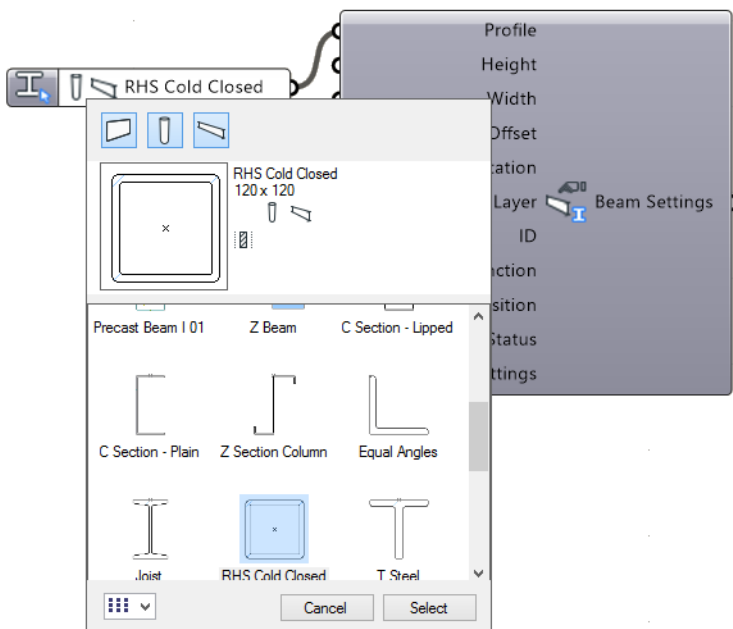 Profile
Height
RHS Cold Closed
Width
Offset
RHS Cold Closed
120 x 120
Layer
Beam Settings
ID
Precast Beam I 01
Z Beam
C Section - Lipped
C Section - Plain
Z Section Column
Equal Angles
Joist
RHS Cold Closed
T Steel
Cancel
Select